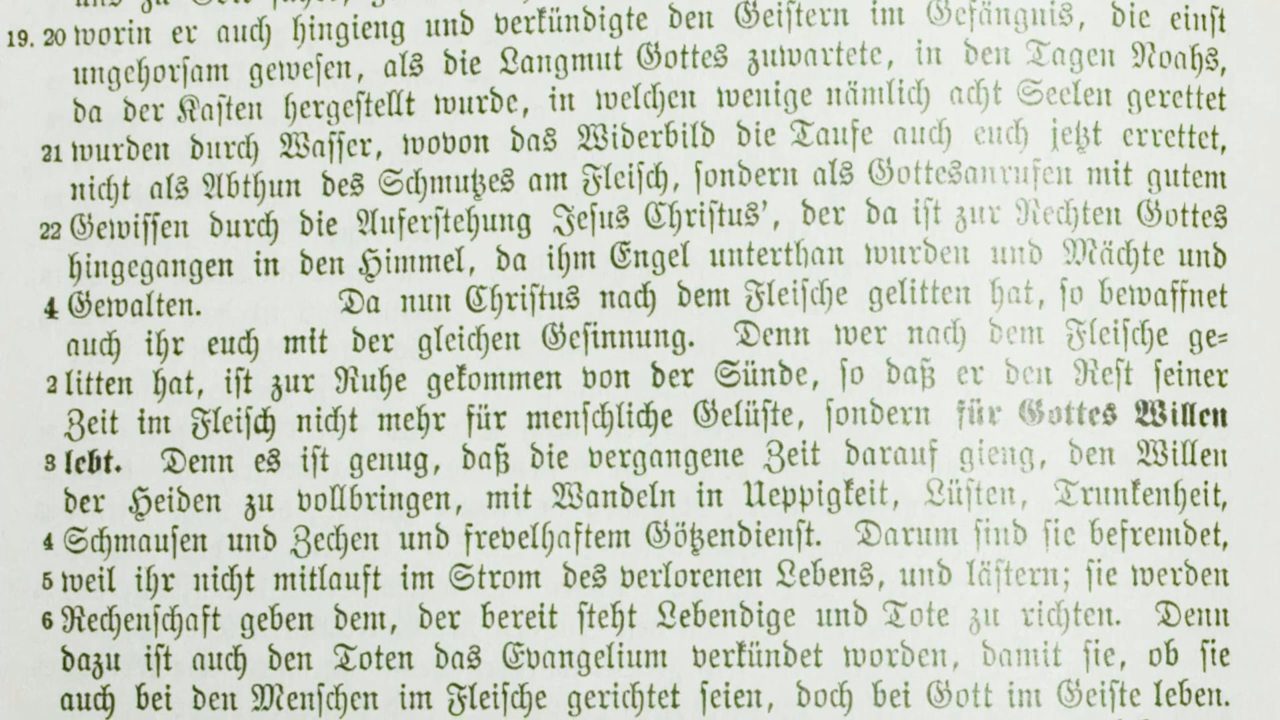 19. 20 worin er auch hingieng und verkündigte den Geistern im Gefängnis, die einst
ungehorsam gewesen, als die Langmut Gottes zuwartete, in den Tagen Noahs,
da der Kasten hergestellt wurde, in welchen wenige nämlich acht Seelen gerettet
21 wurden durch Wasser, wovon das Widerbild die Taufe auch euch jetzt errettet,
nicht als Abthun des Schmutzes am Fleisch, sondern als Gottesanrufen mit gutem
22 Gewissen durch die Auferstehung Jesus Christus', der da ist zur Rechten Gottes
hingegangen in den Himmel, da ihm Engel unterthan wurden und Mächte und
4 Gewalten. Da nun Christus nach dem Fleische gelitten hat, so bewaffnet
auch ihr euch mit der gleichen Gesinnung. Denn wer nach dem Fleische ge-
2 litten hat, ist zur Ruhe gekommen von der Sünde, so daß er den Rest seiner
Zeit im Fleisch nicht mehr für menschliche Gelüste, sondern für Gottes Willen
3 lebt. Denn es ist genug, daß die vergangene Zeit darauf gieng, den Willen
der Heiden zu vollbringen, mit Wandeln in Ueppigkeit, Lüsten, Trunkenheit,
4 Schmausen und Zechen und frevelhaftem Götzendienst. Darum sind sie befremdet,
5 weil ihr nicht mitlauft im Strom des verlorenen Lebens, und lästern; sie werden
6 Rechenschaft geben dem, der bereit steht Lebendige und Tote zu richten. Denn
dazu ist auch den Toten das Evangelium verkündet worden, damit sie, ob sie
auch bei den Menschen im Fleische gerichtet seien, doch bei Gott im Geiste leben.